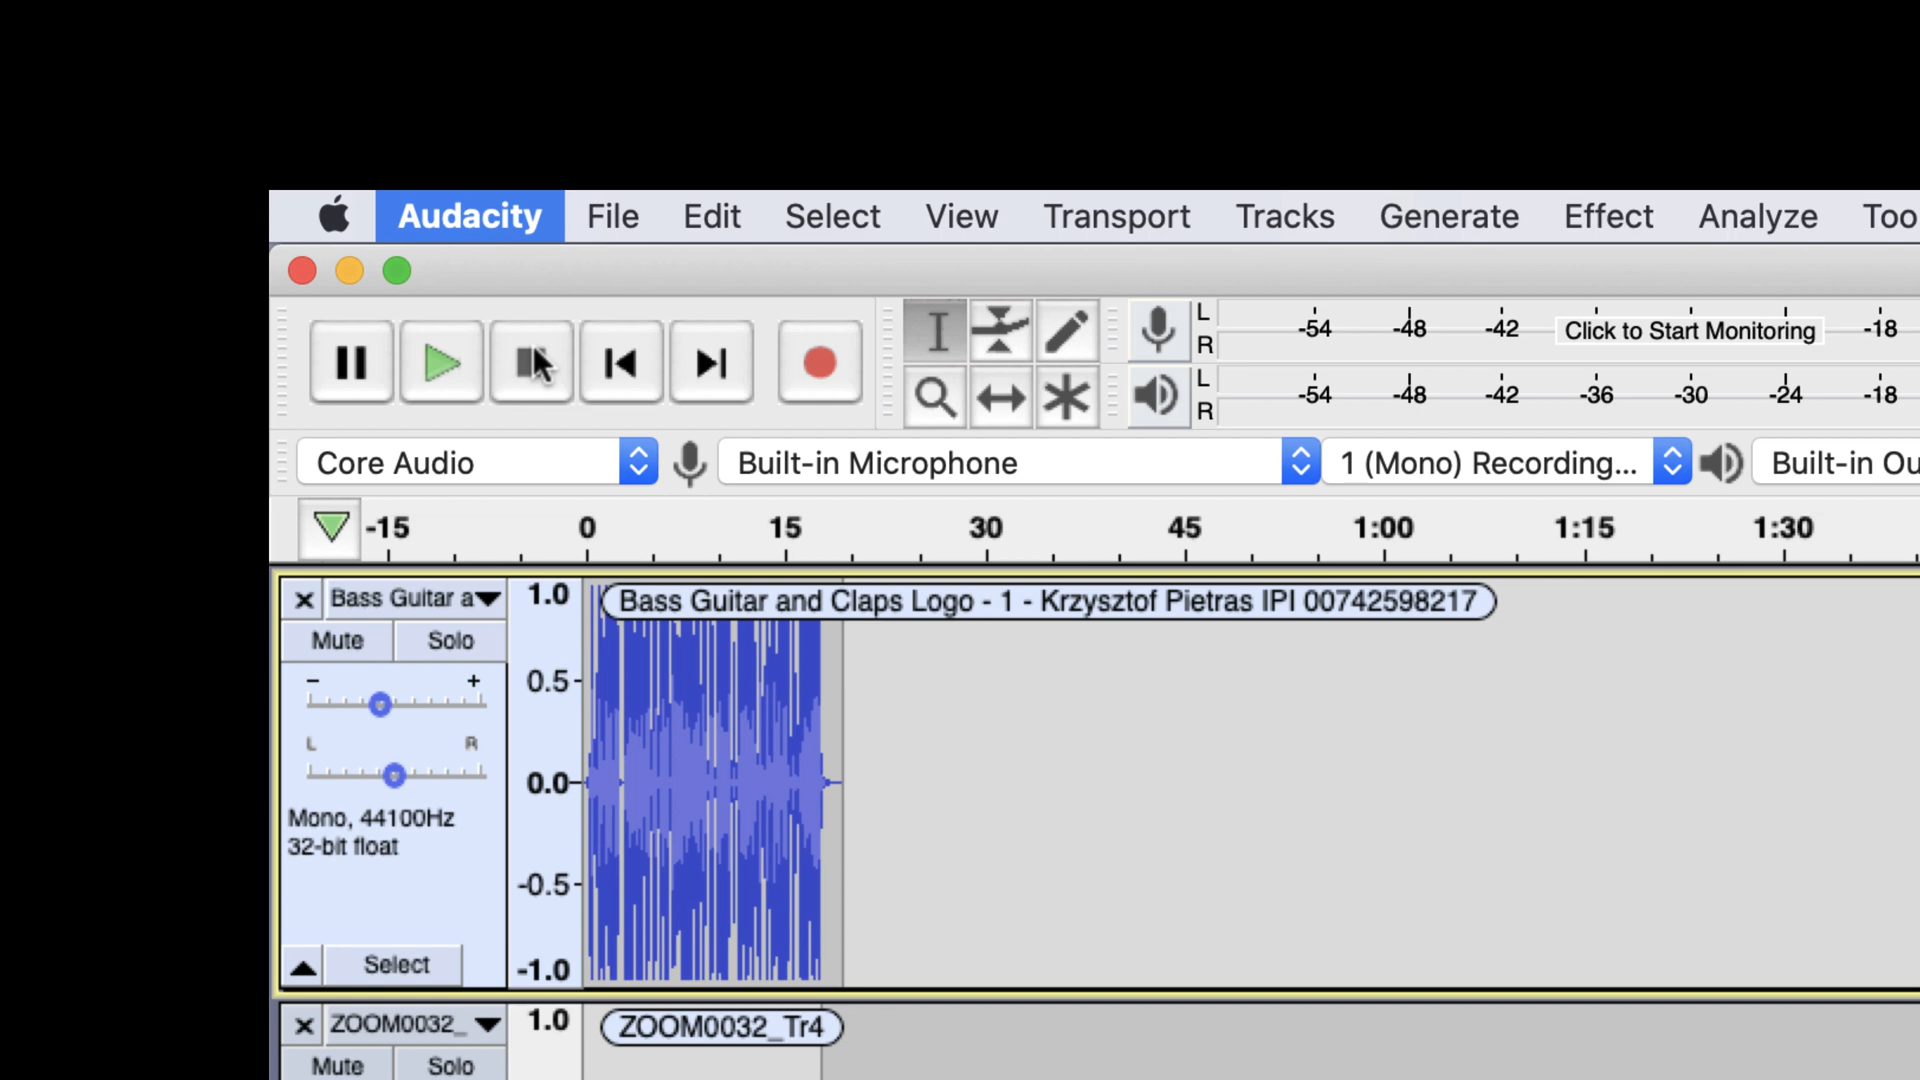 Audacity File Edit Select View Transport Tracks Generate Effect Analyze Too
L -54 -48 -42 Click to Start Monitoring -18
R
L -54 -48 -42 -36 -30 -24 -18
R
Core Audio Built-in Microphone 1 (Mono) Recording... Built-in Ou
-15 0 15 30 45 1:00 1:15 1:30
Bass Guitar a 1.0 Bass Guitar and Claps Logo - 1 - Krzysztof Pietras IPI 00742598217
Mute Solo
- + 0.5
L R
0.0
Mono, 44100Hz
32-bit float
-0.5
Select -1.0
ZOOM0032_ 1.0 ZOOM0032_Tr4
Mute Solo